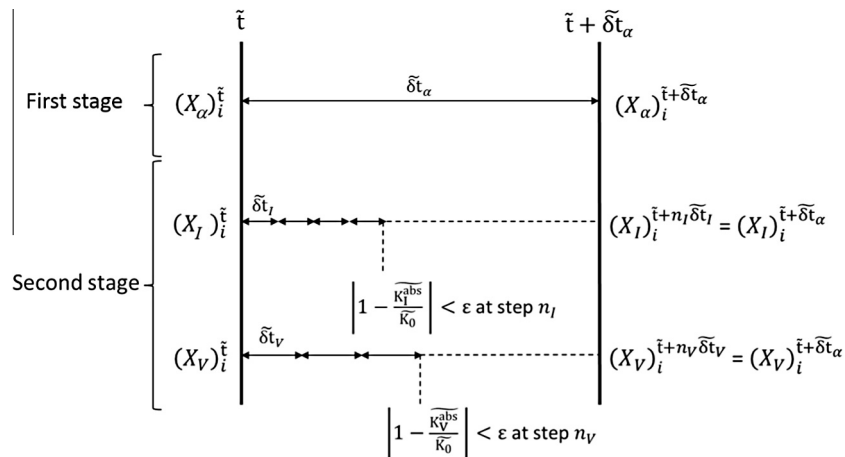 t̃ t̃ + δ̃t_α
First stage (X_α)_i^t̃ δ̃t_α (X_α)_i^{t̃+δ̃t_α}
(X_I)_i^t̃ δ̃t_I (X_I)_i^{t̃+n_Iδ̃t_I} = (X_I)_i^{t̃+δ̃t_α}
Second stage
|1 − K̃_I^abs/K̃_0| < ε at step n_I
(X_V)_i^t̃ δ̃t_V (X_V)_i^{t̃+n_Vδ̃t_V} = (X_V)_i^{t̃+δ̃t_α}
|1 − K̃_V^abs/K̃_0| < ε at step n_V